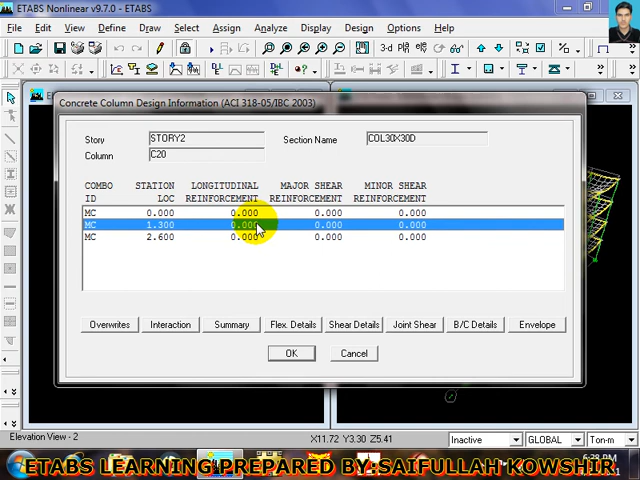 ETABS Nonlinear v9.7.0 - ETABS
File Edit View Define Draw Select Assign Analyze Display Design Options Help
3-d
Concrete Column Design Information (ACI 318-05/IBC 2003)
Story STORY2 Section Name COL30X30D
Column C20
COMBO STATION LONGITUDINAL MAJOR SHEAR MINOR SHEAR
ID LOC REINFORCEMENT REINFORCEMENT REINFORCEMENT
MC 0.000 0.000 0.000 0.000
MC 1.300 0.000 0.000 0.000
MC 2.600 0.000 0.000 0.000
Overwrites Interaction Summary Flex. Details Shear Details Joint Shear B/C Details Envelope
OK Cancel
Elevation View - 2 X11.72 Y3.30 Z5.41 Inactive GLOBAL Ton-m
ETABS LEARNING PREPARED BY:SAIFULLAH KOWSHIR